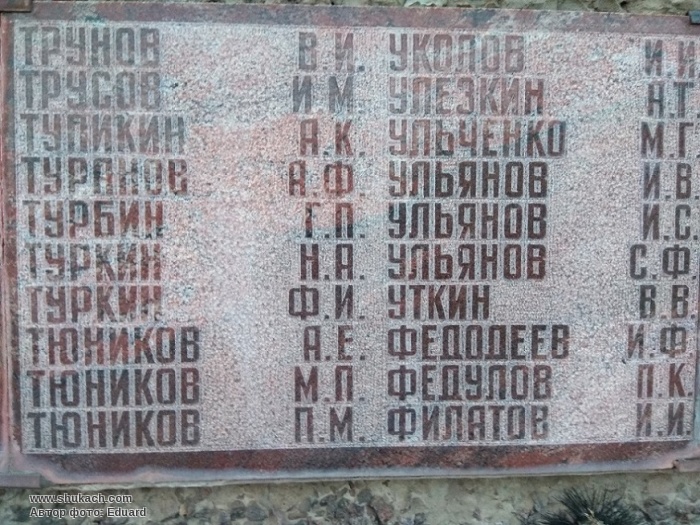 ТРУНОВ В.И.
ТРУСОВ И.М.
ТУПИКИН А.К.
ТУРАНОВ А.Ф.
ТУРБИН Г.П.
ТУРКИН Н.А.
ТУРКИН Ф.И.
ТЮНИКОВ А.Е.
ТЮНИКОВ М.П.
ТЮНИКОВ П.М.
УКОЛОВ И.И
УЛЕЗКИН Н.Т
УЛЬЧЕНКО М.Г
УЛЬЯНОВ И.В
УЛЬЯНОВ И.С.
УЛЬЯНОВ С.Ф
УТКИН В.В
ФЕДОДЕЕВ И.Ф
ФЕДУЛОВ П.К
ФИЛАТОВ И.И.
www.shukach.com
Автор фото: Eduard